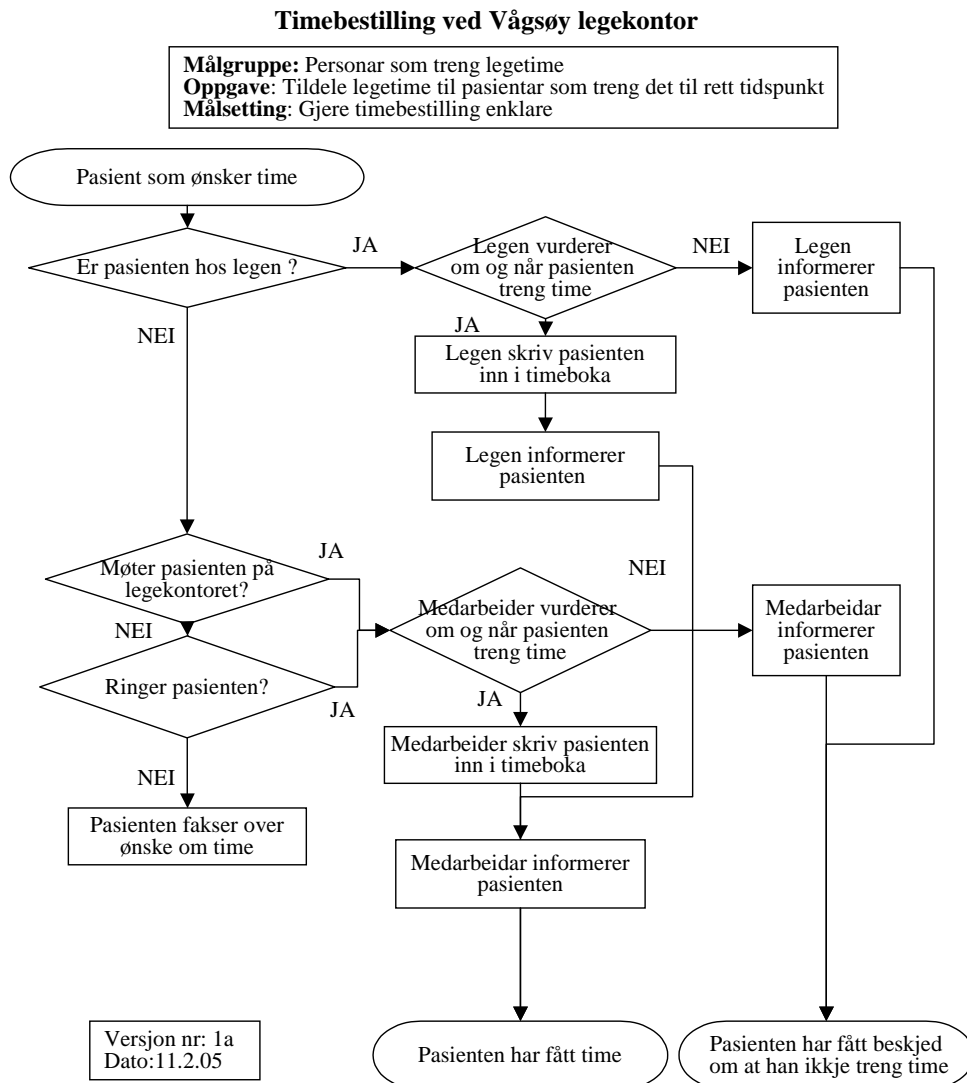 Timebestilling ved Vågsøy legekontor
Målgruppe: Personar som treng legetime
Oppgave: Tildele legetime til pasientar som treng det til rett tidspunkt
Målsetting: Gjere timebestilling enklare
Pasient som ønsker time
Er pasienten hos legen ?
JA
Legen vurderer
om og når pasienten
treng time
NEI
Legen
informerer
pasienten
NEI
JA
Legen skriv pasienten
inn i timeboka
Legen informerer
pasienten
Møter pasienten på
legekontoret?
JA
NEI
Medarbeider vurderer
om og når pasienten
treng time
NEI
Medarbeidar
informerer
pasienten
Ringer pasienten?
JA
JA
Medarbeider skriv pasienten
inn i timeboka
NEI
Pasienten fakser over
ønske om time
Medarbeidar informerer
pasienten
Versjon nr: 1a
Dato:11.2.05
Pasienten har fått time
Pasienten har fått beskjed
om at han ikkje treng time